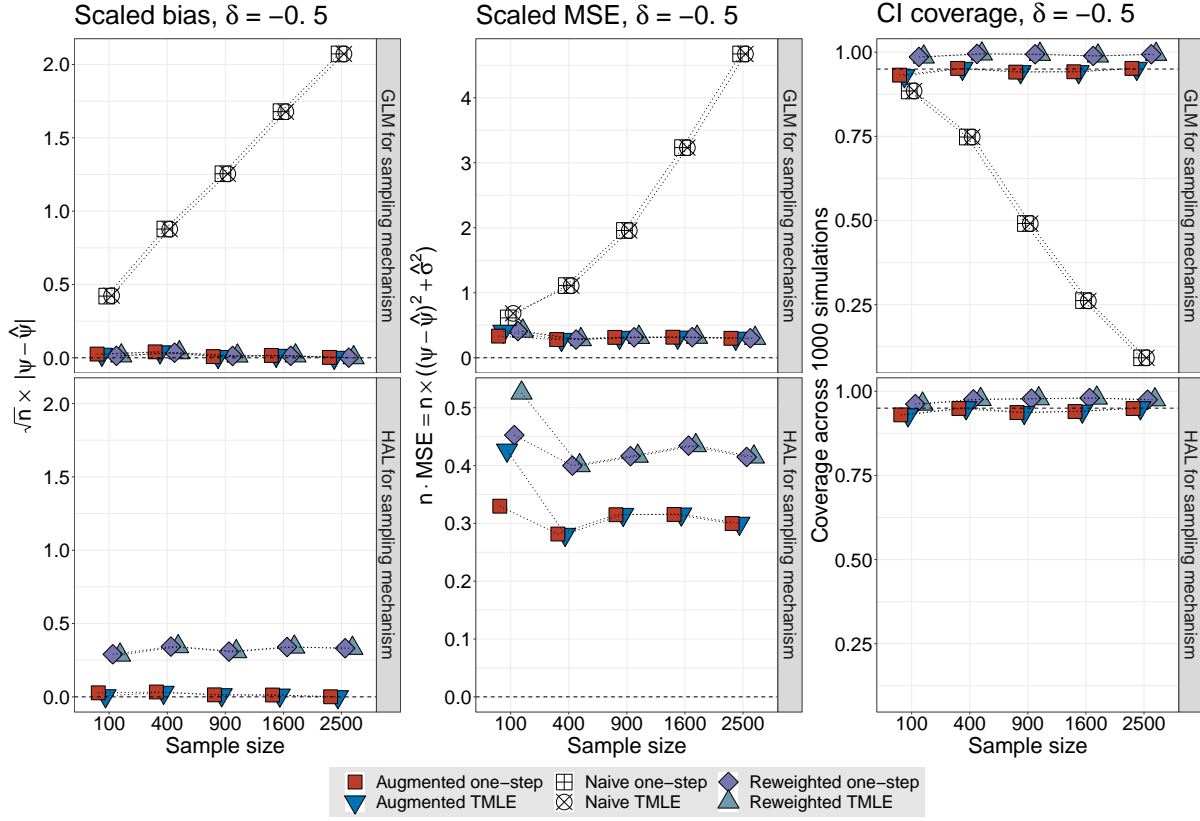 Scaled bias, δ = −0. 5
Scaled MSE, δ = −0. 5
CI coverage, δ = −0. 5
√n × |ψ − ψ̂|
2.0
1.5
1.0
0.5
0.0
GLM for sampling mechanism
2.0
1.5
1.0
0.5
0.0
HAL for sampling mechanism
100
400
900
1600
2500
Sample size
n · MSE = n × ((ψ − ψ̂)² + σ̂²)
4
3
2
1
0
GLM for sampling mechanism
0.5
0.4
0.3
0.2
0.1
0.0
HAL for sampling mechanism
100
400
900
1600
2500
Sample size
Coverage across 1000 simulations
1.00
0.75
0.50
0.25
GLM for sampling mechanism
1.00
0.75
0.50
0.25
HAL for sampling mechanism
100
400
900
1600
2500
Sample size
Augmented one−step
Naive one−step
Reweighted one−step
Augmented TMLE
Naive TMLE
Reweighted TMLE